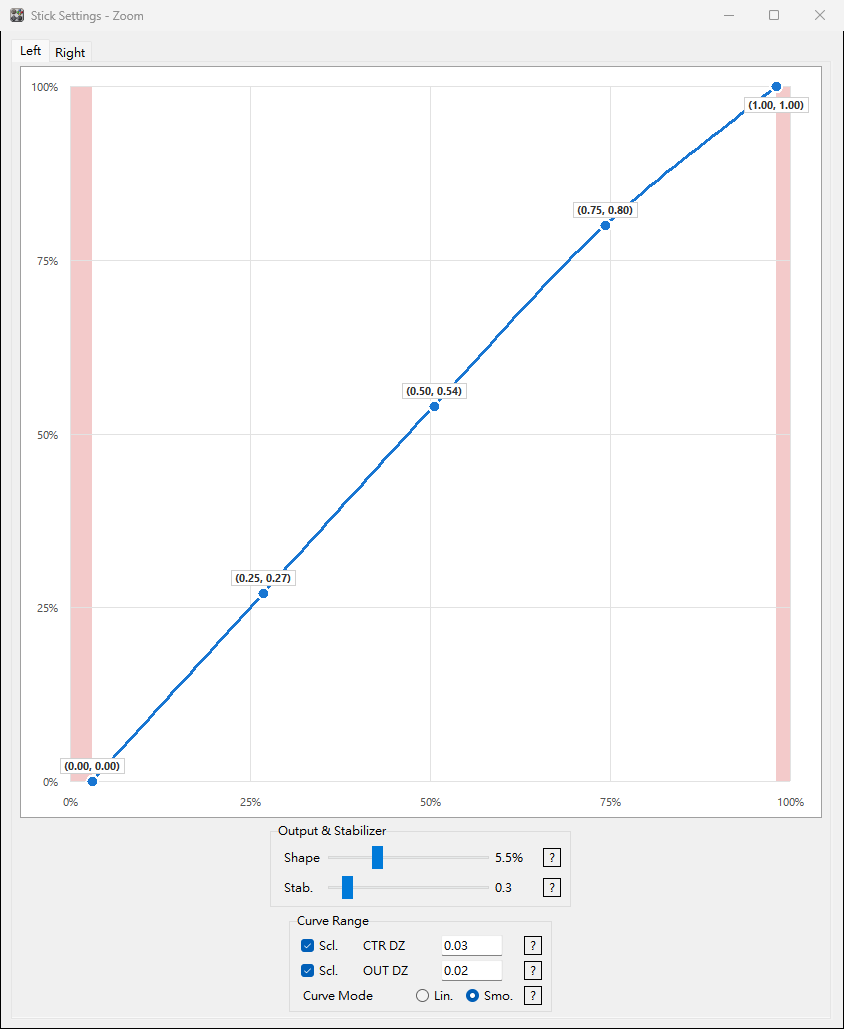 Stick Settings - Zoom
Left Right
100%
(1.00, 1.00)
(0.75, 0.80)
75%
(0.50, 0.54)
50%
(0.25, 0.27)
25%
(0.00, 0.00)
0%
0% 25% 50% 75% 100%
Output & Stabilizer
Shape 5.5% ?
Stab. 0.3 ?
Curve Range
Scl. CTR DZ 0.03 ?
Scl. OUT DZ 0.02 ?
Curve Mode Lin. Smo. ?